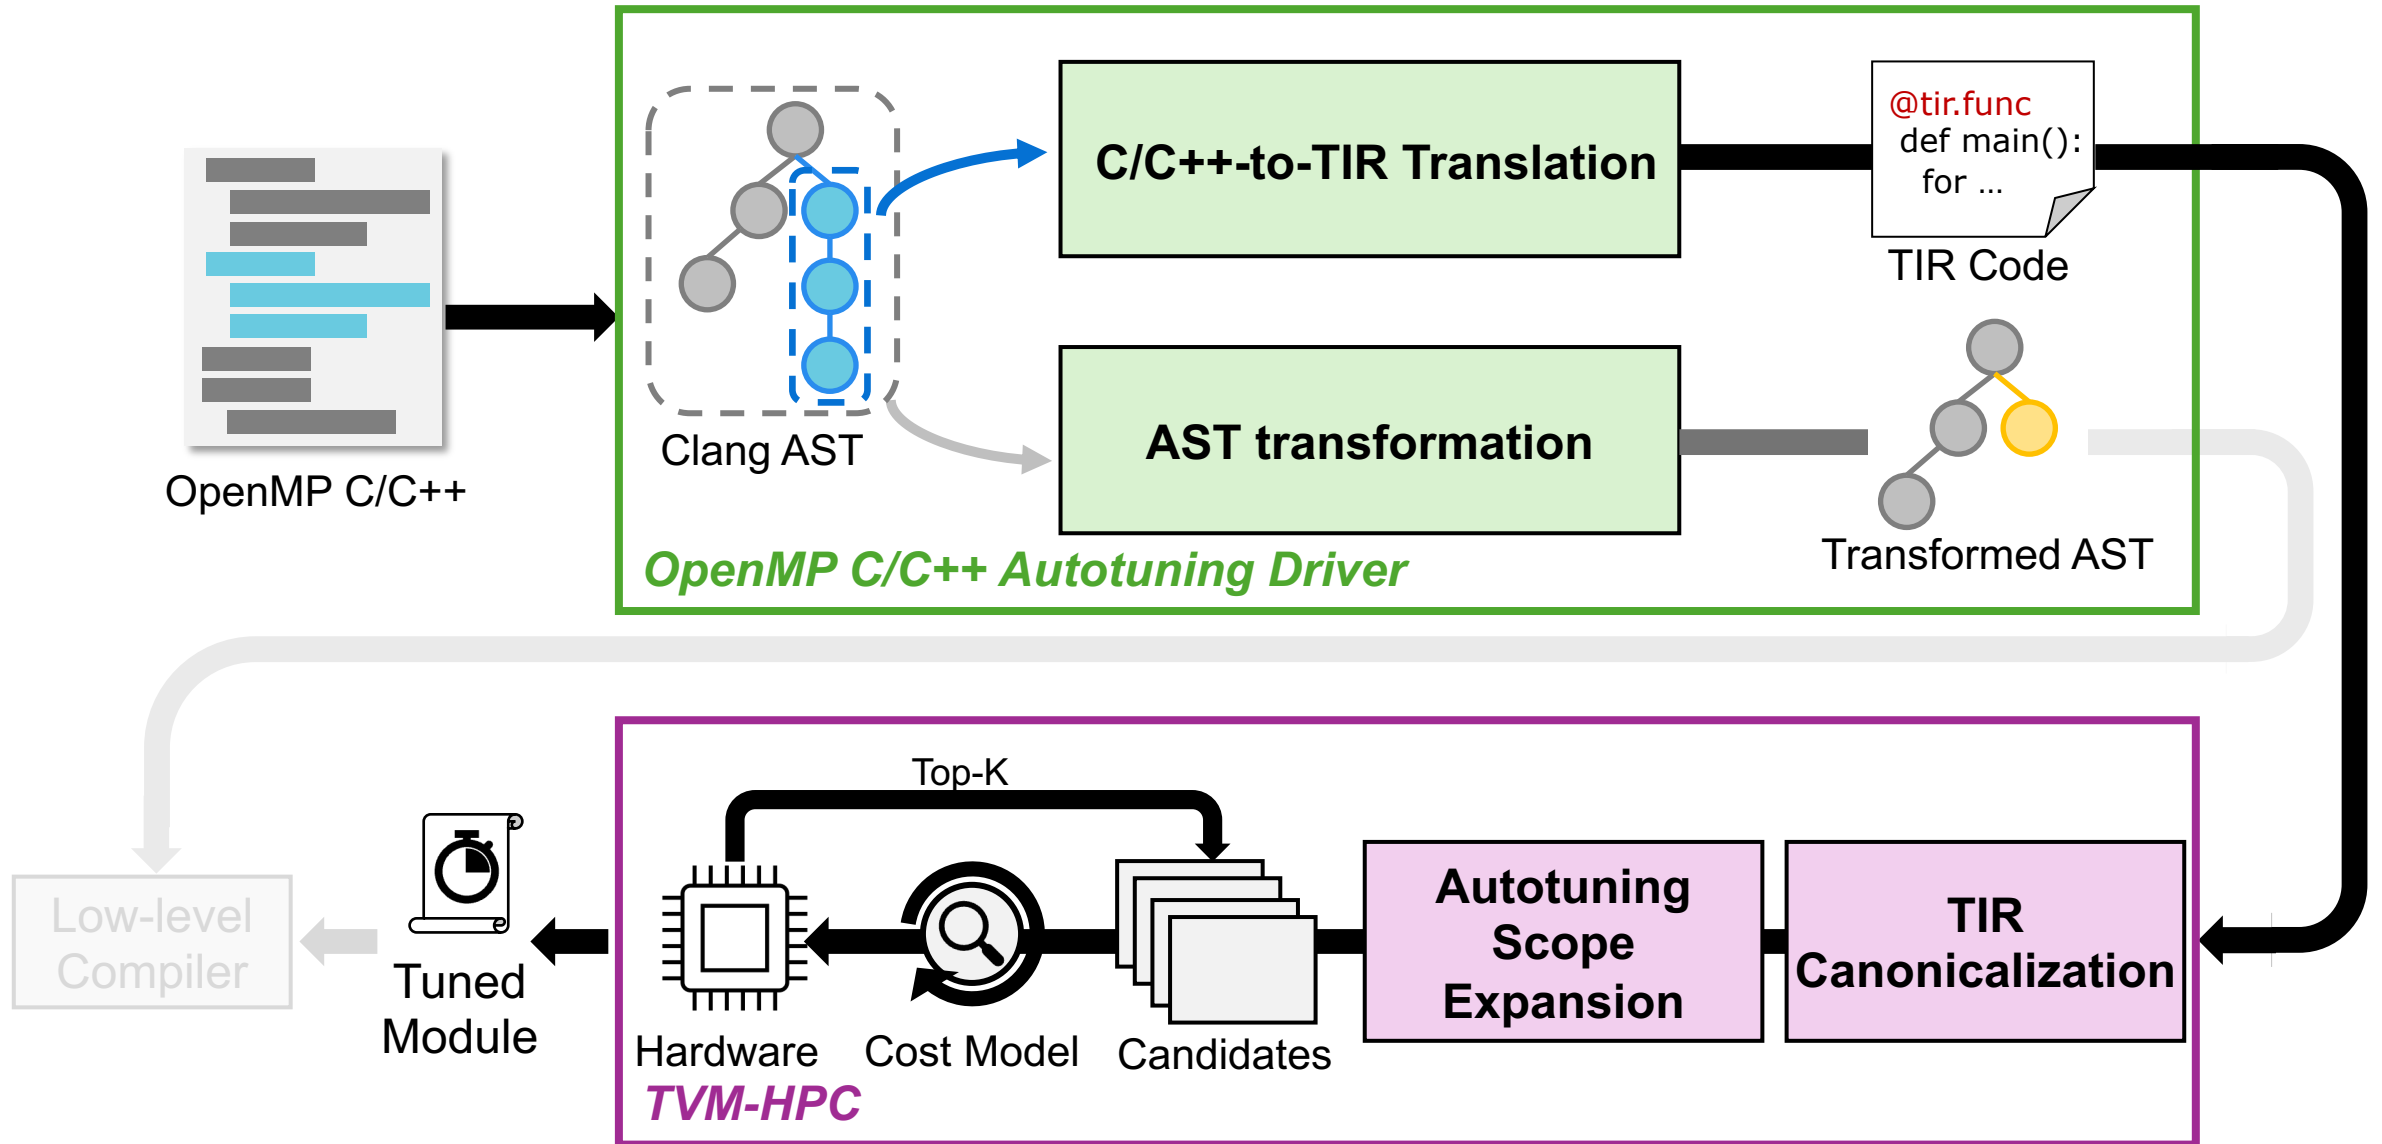 @tir.func
def main():
for ...
C/C++-to-TIR Translation
TIR Code
Clang AST
AST transformation
OpenMP C/C++
Transformed AST
OpenMP C/C++ Autotuning Driver
Top-K
Low-level
Compiler
Tuned
Module
Hardware
Cost Model
Candidates
Autotuning
Scope
Expansion
TIR
Canonicalization
TVM-HPC